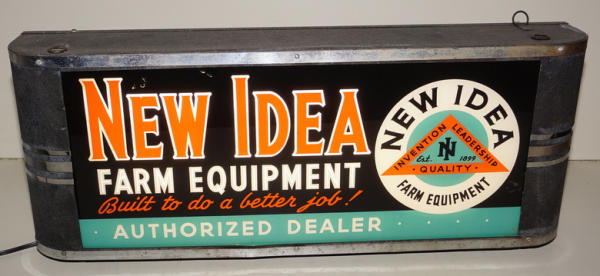 NEW IDEA
FARM EQUIPMENT
Built to do a better job!
· AUTHORIZED DEALER ·
NEW IDEA
INVENTION LEADERSHIP
NI
Est. 1899
· QUALITY ·
FARM EQUIPMENT